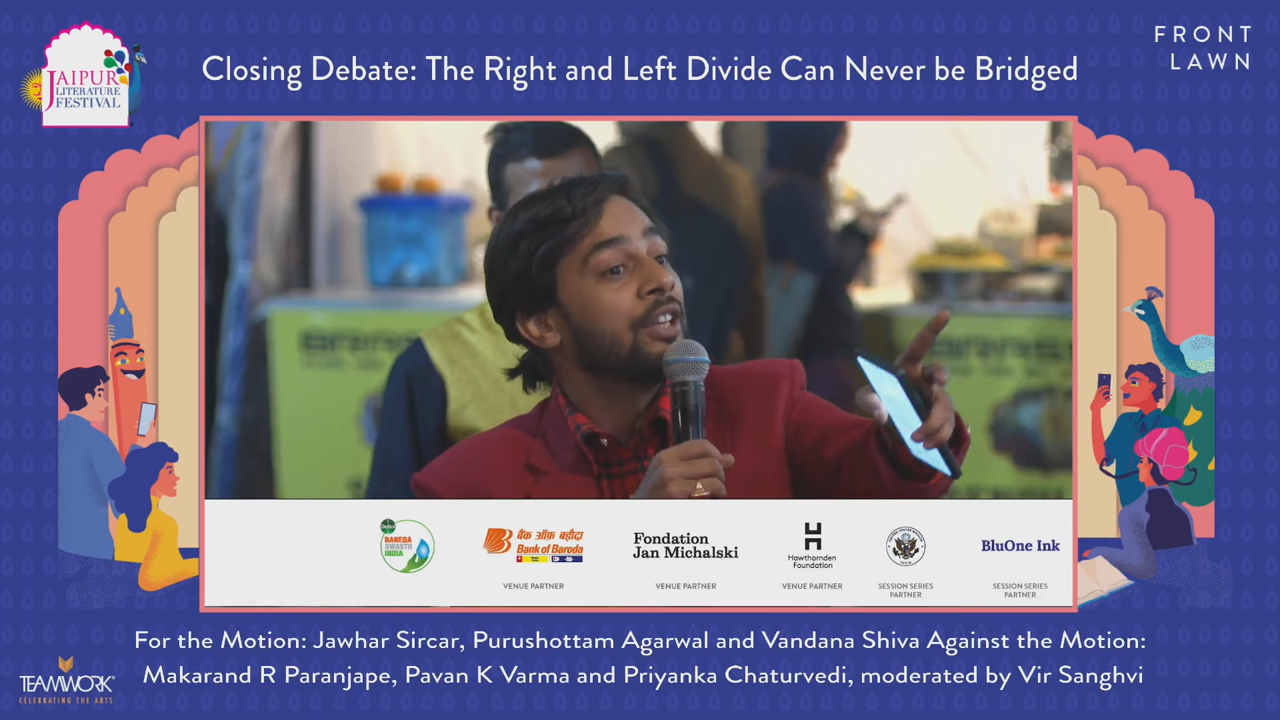 FRONT
LAWN
JAIPUR
LITERATURE
FESTIVAL
Closing Debate: The Right and Left Divide Can Never be Bridged
BANEGA
SWASTH
INDIA
बैंक ऑफ़ बड़ौदा
Bank of Baroda
VENUE PARTNER
Fondation
Jan Michalski
VENUE PARTNER
Hawthornden
Foundation
VENUE PARTNER
SESSION SERIES
PARTNER
BluOne Ink
SESSION SERIES
PARTNER
For the Motion: Jawhar Sircar, Purushottam Agarwal and Vandana Shiva Against the Motion:
Makarand R Paranjape, Pavan K Varma and Priyanka Chaturvedi, moderated by Vir Sanghvi
TEAMWORK
CELEBRATING THE ARTS